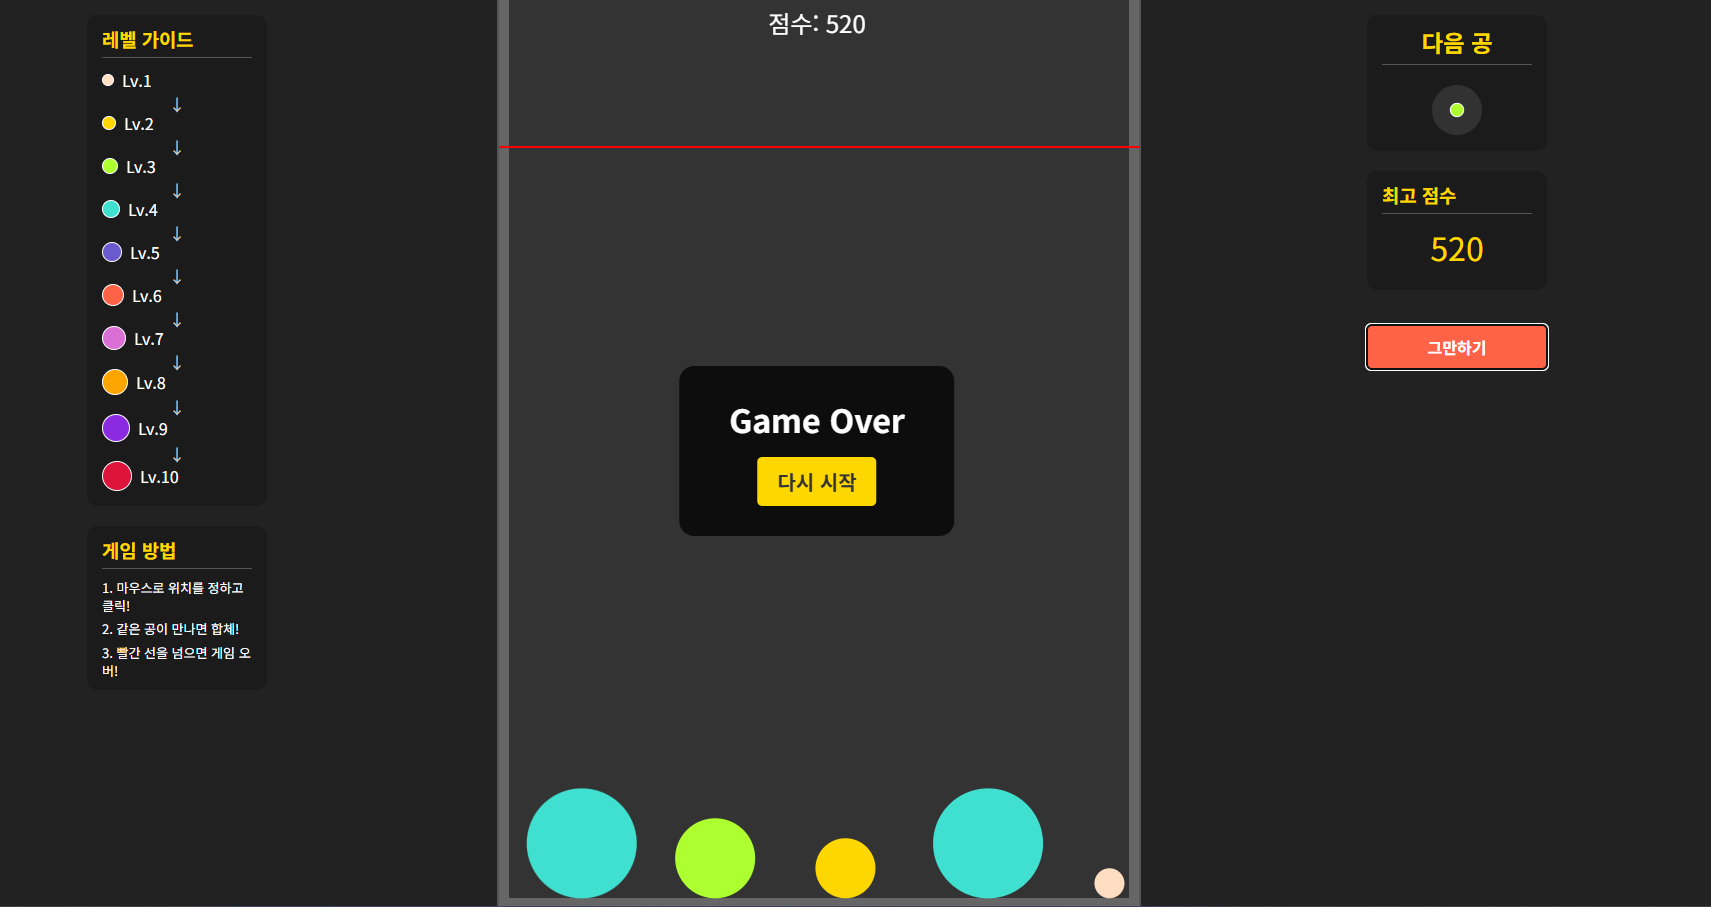 레벨 가이드
Lv.1
↓
Lv.2
↓
Lv.3
↓
Lv.4
↓
Lv.5
↓
Lv.6
↓
Lv.7
↓
Lv.8
↓
Lv.9
↓
Lv.10
게임 방법
1. 마우스로 위치를 정하고
클릭!
2. 같은 공이 만나면 합체!
3. 빨간 선을 넘으면 게임 오
버!
점수: 520
Game Over
다시 시작
다음 공
최고 점수
520
그만하기